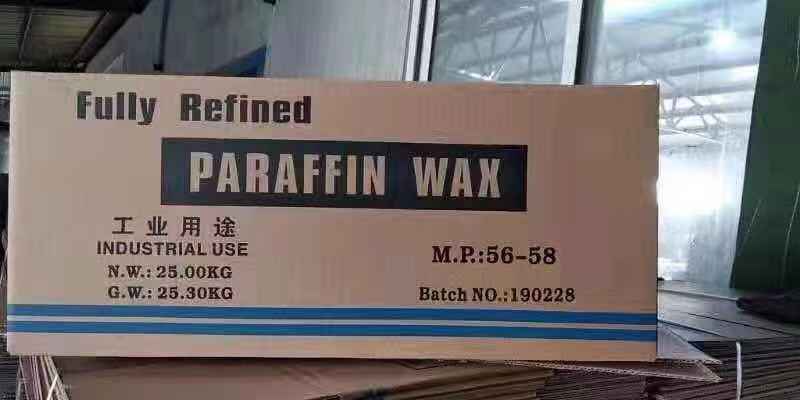 Fully Refined
PARAFFIN WAX
工业用途
INDUSTRIAL USE
N.W.: 25.00KG
G.W.: 25.30KG
M.P.:56-58
Batch NO.:190228